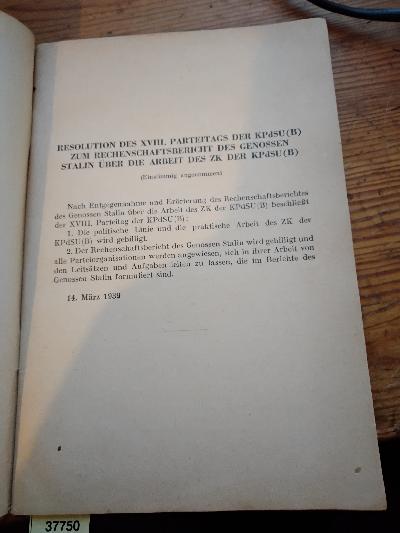 RESOLUTION DES XVIII. PARTEITAGS DER KPdSU(B)
ZUM RECHENSCHAFTSBERICHT DES GENOSSEN
STALIN ÜBER DIE ARBEIT DES ZK DER KPdSU(B)
(Einstimmig angenommen)
Nach Entgegennahme und Erörterung des Rechenschaftsberichtes
des Genossen Stalin über die Arbeit des ZK der KPdSU(B) beschließt
der XVIII. Parteitag der KPdSU(B):
1. Die politische Linie und die praktische Arbeit des ZK der
KPdSU(B) wird gebilligt.
2. Der Rechenschaftsbericht des Genossen Stalin wird gebilligt und
alle Parteiorganisationen werden angewiesen, sich in ihrer Arbeit von
den Leitsätzen und Aufgaben leiten zu lassen, die im Berichte des
Genossen Stalin formuliert sind.
14. März 1939
37750